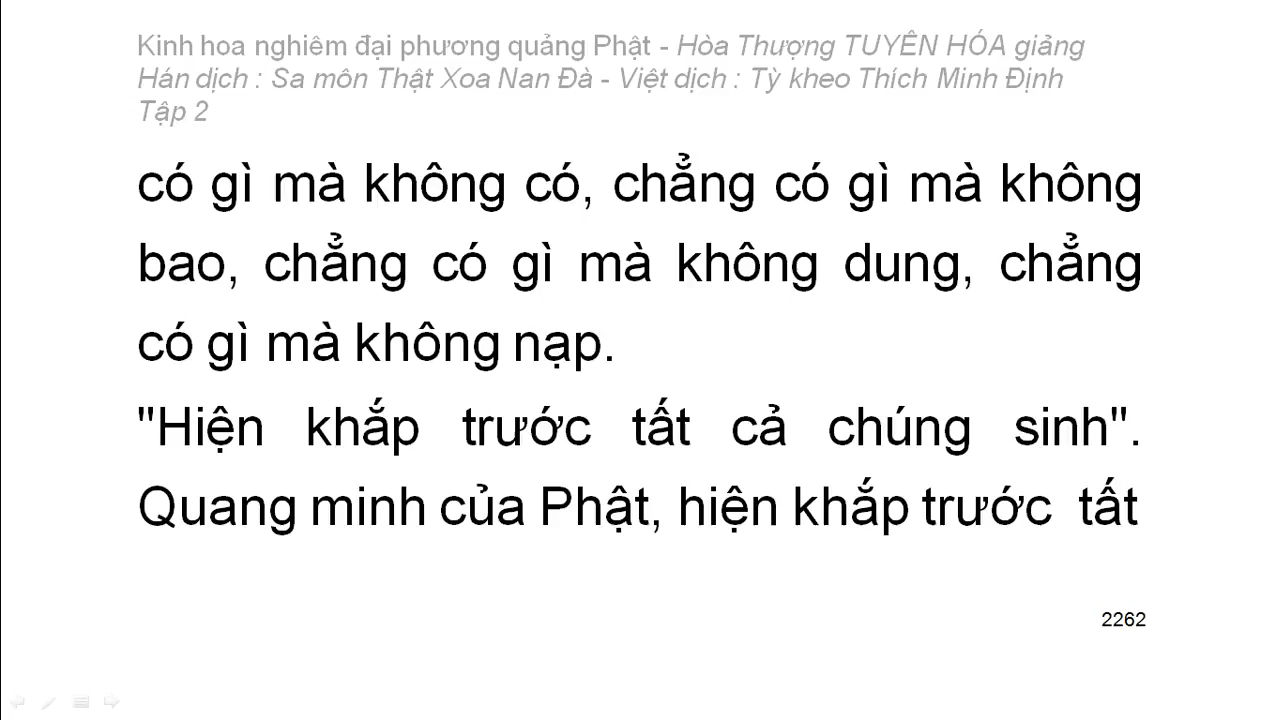 Kinh hoa nghiêm đại phương quảng Phật - Hòa Thượng TUYÊN HÓA giảng
Hán dịch : Sa môn Thật Xoa Nan Đà - Việt dịch : Tỳ kheo Thích Minh Định
Tập 2
có gì mà không có, chẳng có gì mà không
bao, chẳng có gì mà không dung, chẳng
có gì mà không nạp.
"Hiện khắp trước tất cả chúng sinh".
Quang minh của Phật, hiện khắp trước tất
2262